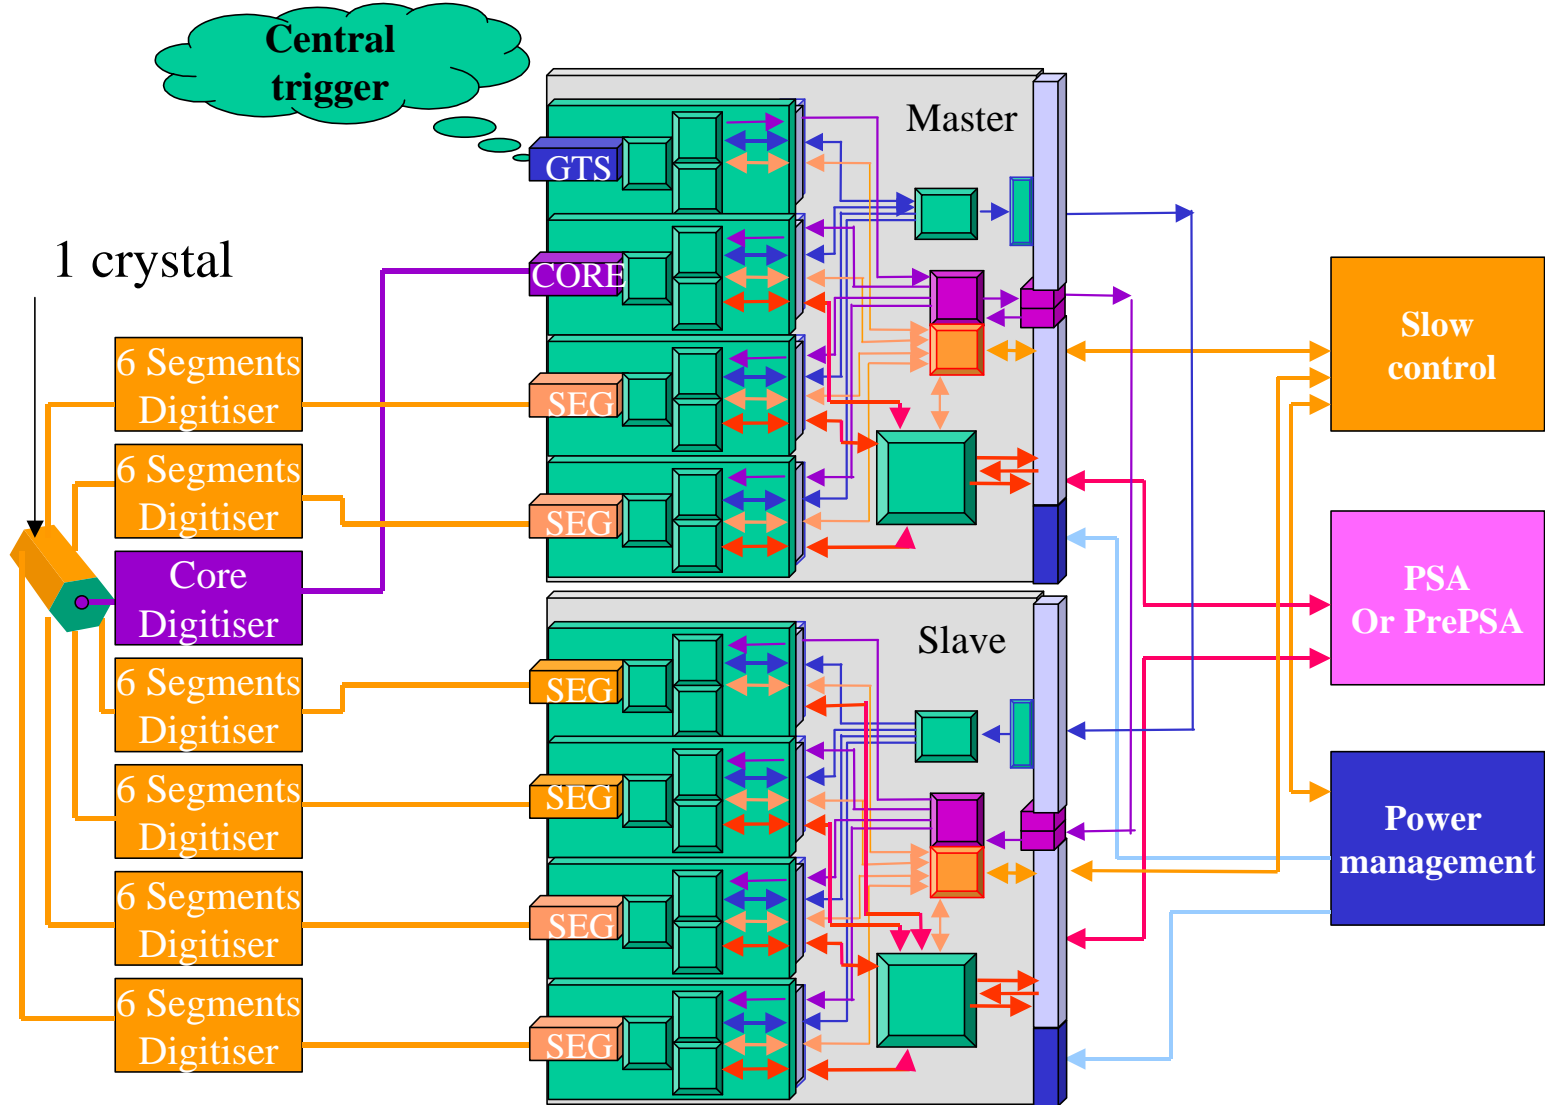 Central
trigger
Master
GTS
CORE
SEG
SEG
1 crystal
6 Segments
Digitiser
6 Segments
Digitiser
Core
Digitiser
6 Segments
Digitiser
6 Segments
Digitiser
6 Segments
Digitiser
6 Segments
Digitiser
Slave
SEG
SEG
SEG
SEG
Slow
control
PSA
Or PrePSA
Power
management